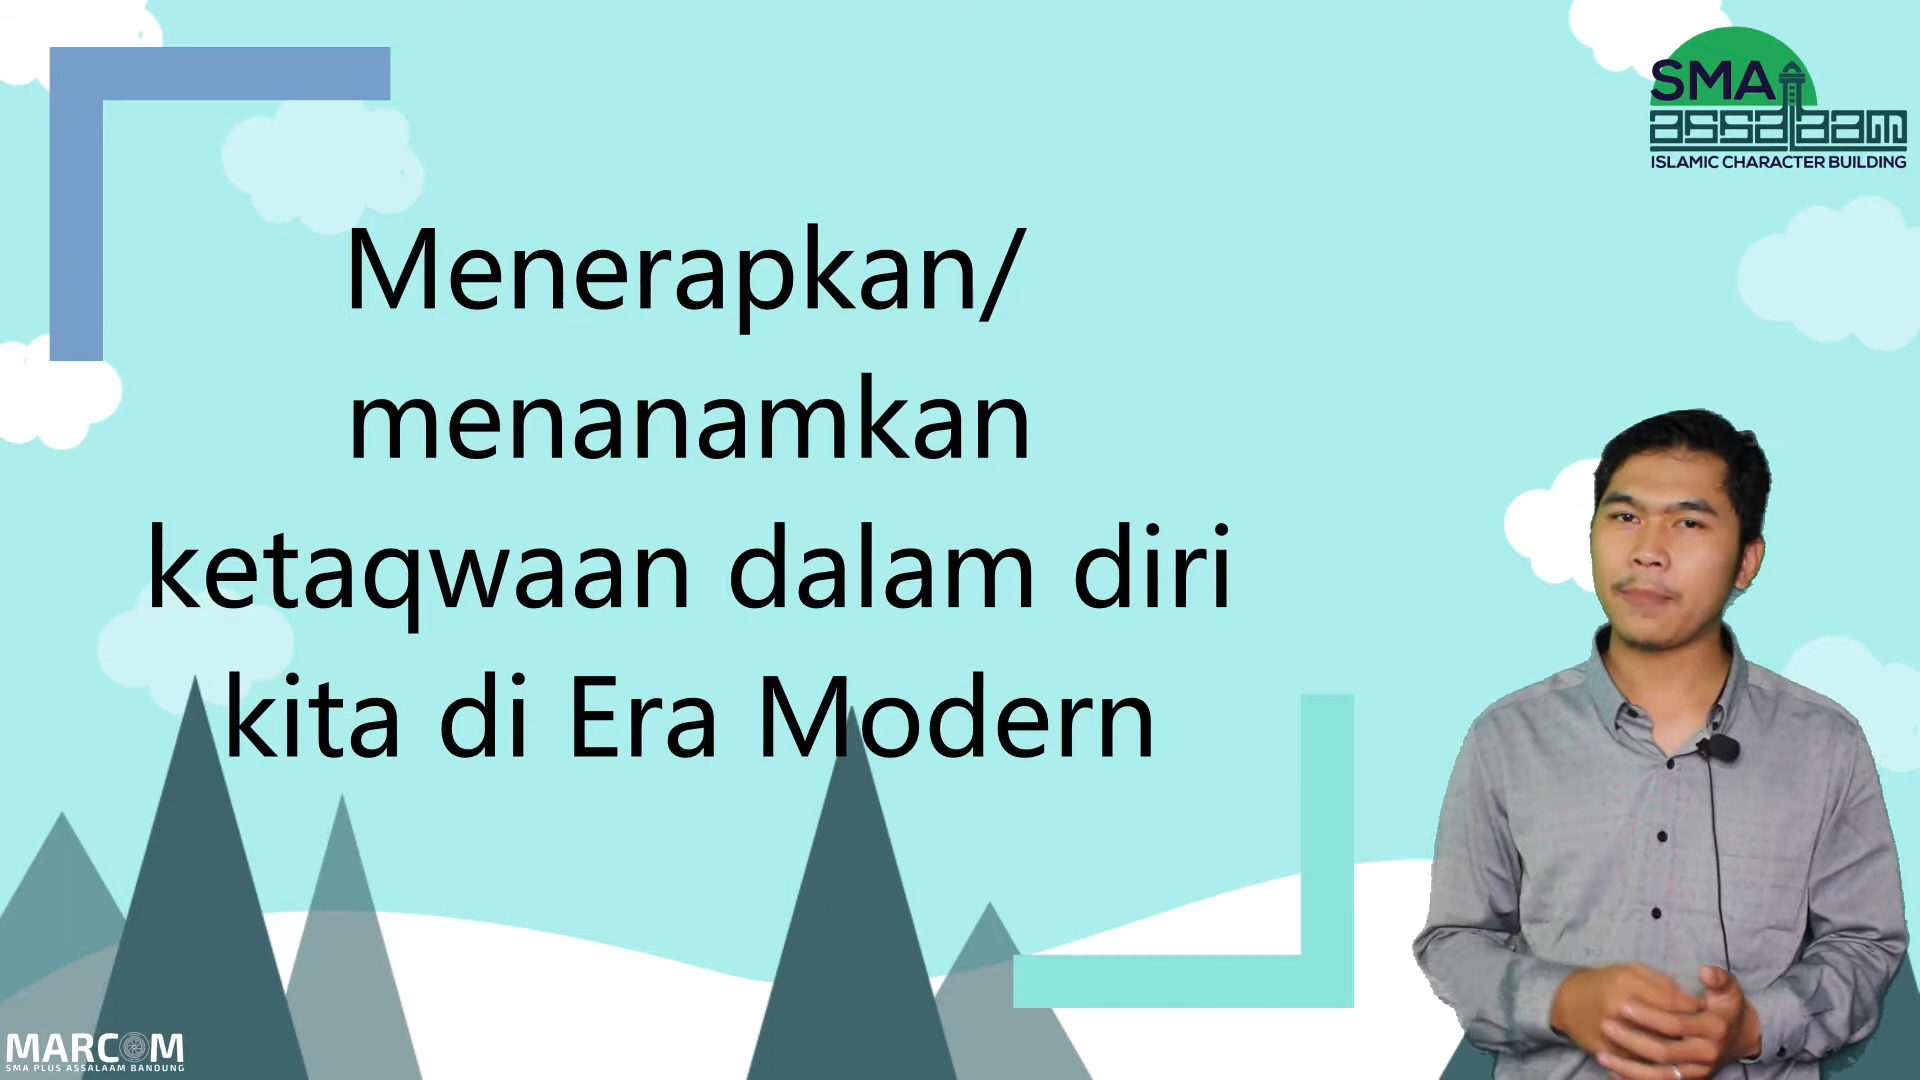 SMA
assalaam
ISLAMIC CHARACTER BUILDING
Menerapkan/
menanamkan
ketaqwaan dalam diri
kita di Era Modern
MARCOM
SMA PLUS ASSALAAM BANDUNG